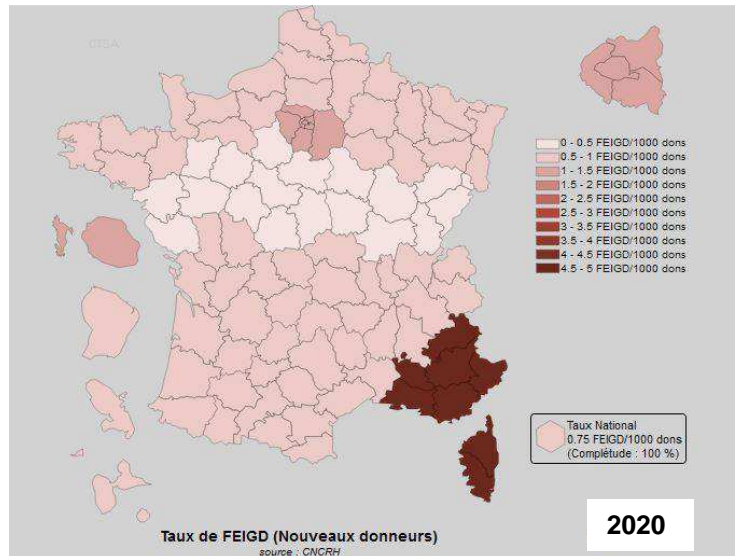 CTSA
0 - 0.5 FEIGD/1000 dons
0.5 - 1 FEIGD/1000 dons
1 - 1.5 FEIGD/1000 dons
1.5 - 2 FEIGD/1000 dons
2 - 2.5 FEIGD/1000 dons
2.5 - 3 FEIGD/1000 dons
3 - 3.5 FEIGD/1000 dons
3.5 - 4 FEIGD/1000 dons
4 - 4.5 FEIGD/1000 dons
4.5 - 5 FEIGD/1000 dons
Taux National
0.75 FEIGD/1000 dons
(Complétude : 100 %)
Taux de FEIGD (Nouveaux donneurs)
source : CNCRH
2020